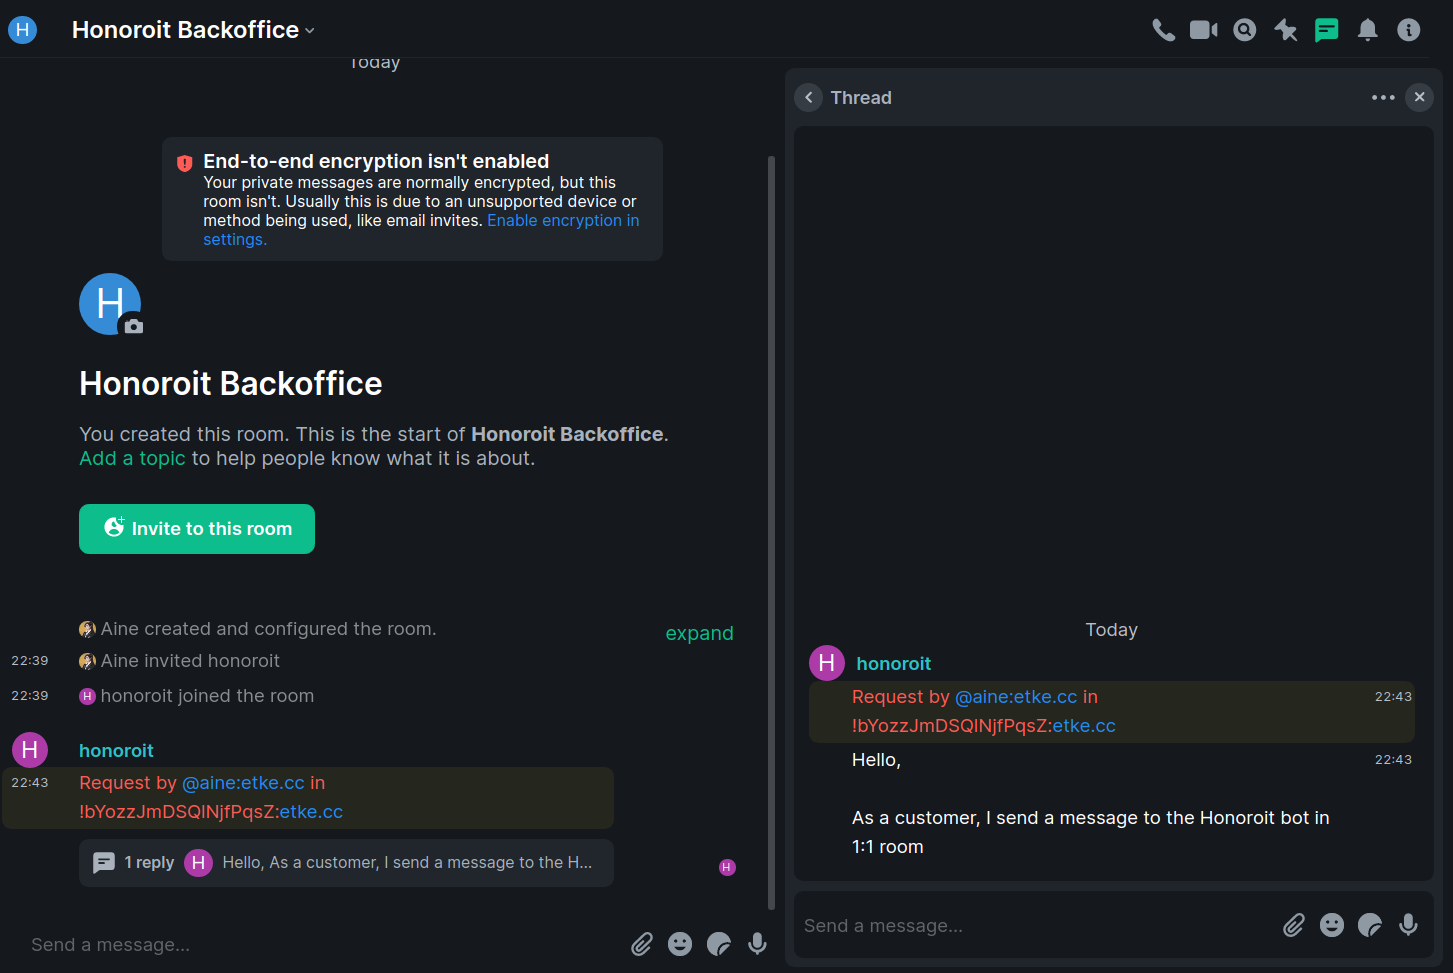 H Honoroit Backoffice
Today
End-to-end encryption isn't enabled
Your private messages are normally encrypted, but this
room isn't. Usually this is due to an unsupported device or
method being used, like email invites. Enable encryption in
settings.
H
Honoroit Backoffice
You created this room. This is the start of Honoroit Backoffice.
Add a topic to help people know what it is about.
Invite to this room
Aine created and configured the room.
expand
22:39 Aine invited honoroit
22:39 H honoroit joined the room
H honoroit
22:43 Request by @aine:etke.cc in
!bYozzJmDSQlNjfPqsZ:etke.cc
1 reply H Hello, As a customer, I send a message to the H...
H
Send a message...
Thread
Today
H honoroit
Request by @aine:etke.cc in 22:43
!bYozzJmDSQlNjfPqsZ:etke.cc
Hello, 22:43
As a customer, I send a message to the Honoroit bot in
1:1 room
Send a message...